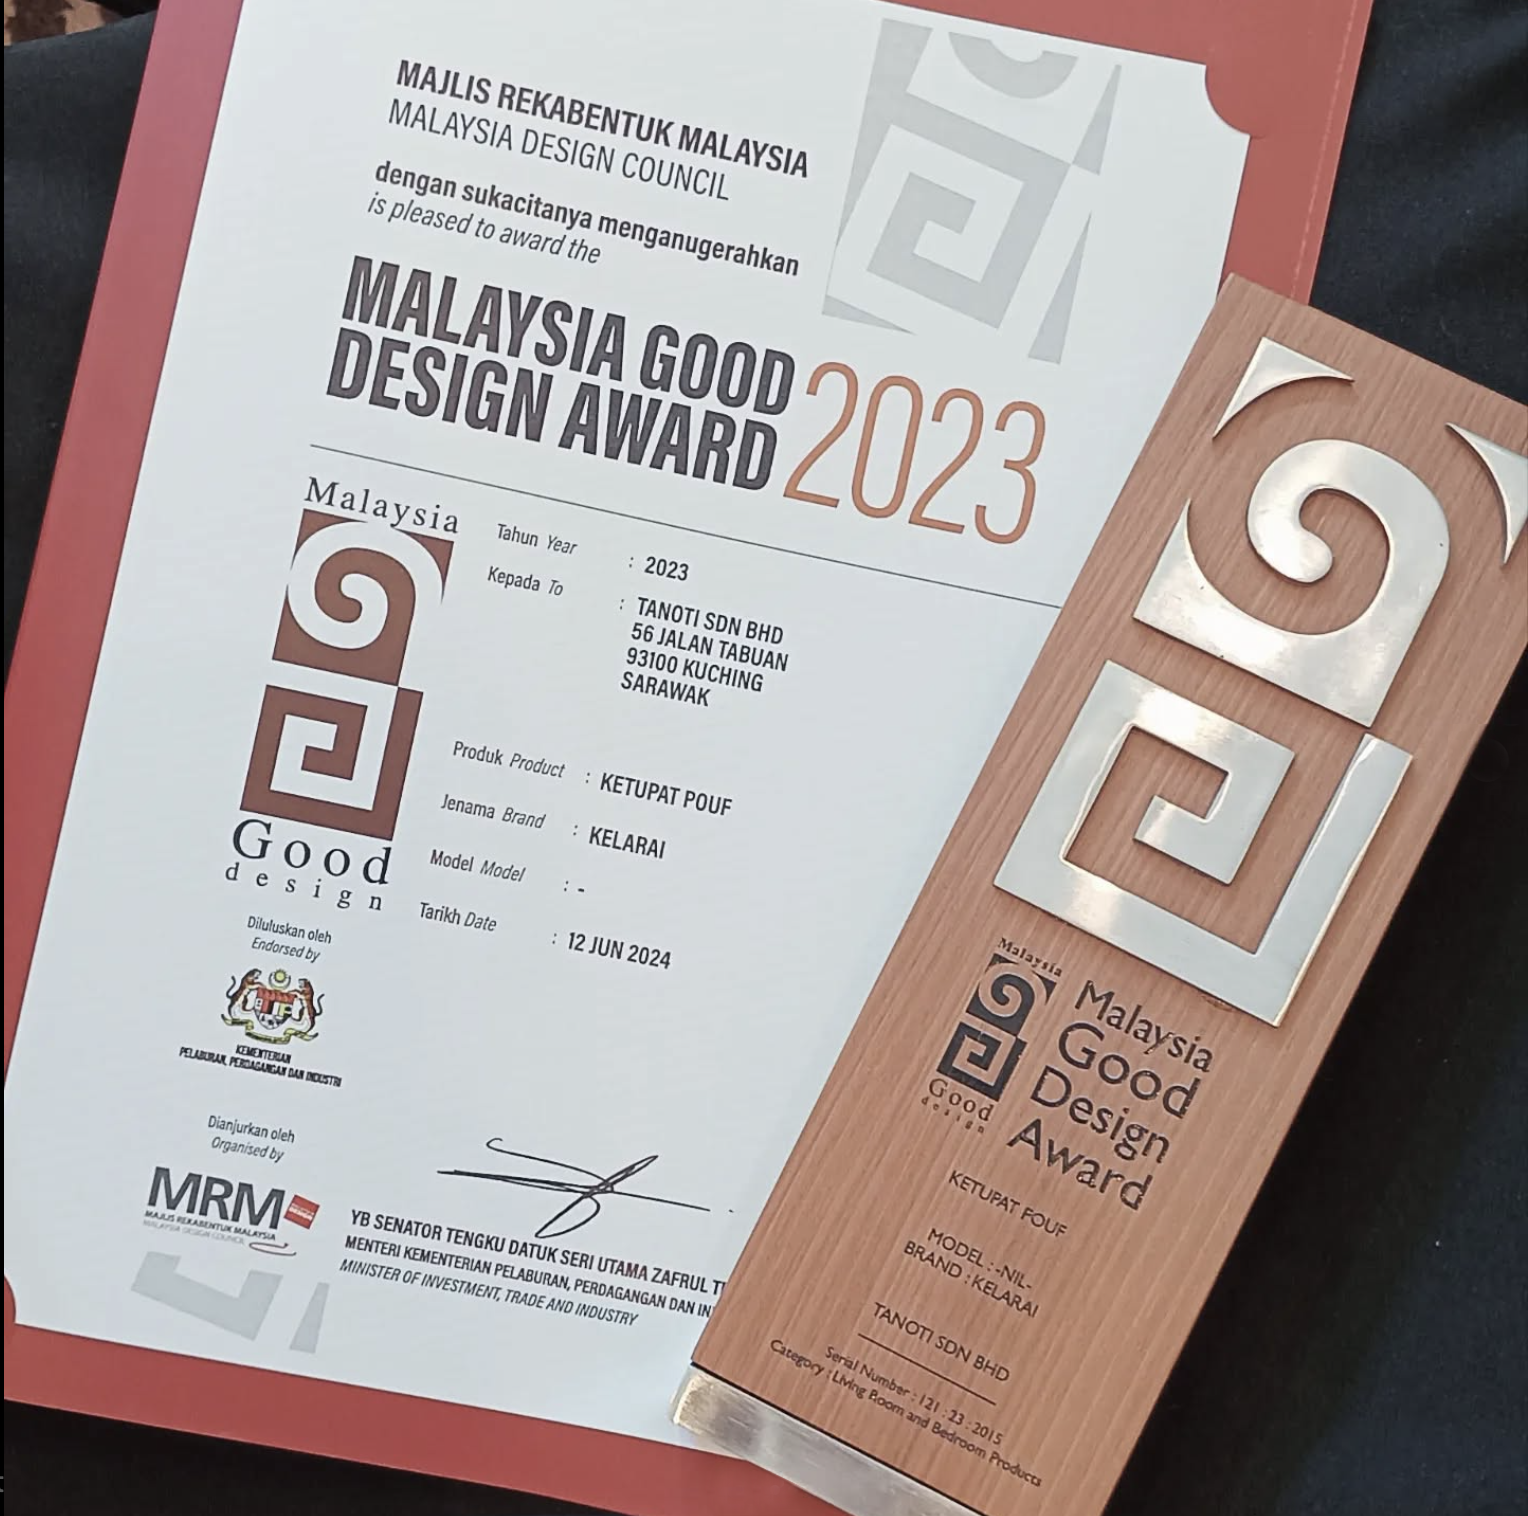 MAJLIS REKABENTUK MALAYSIA
MALAYSIA DESIGN COUNCIL
dengan sukacitanya menganugerahkan
is pleased to award the
MALAYSIA GOOD
DESIGN AWARD 2023
Malaysia
Good
design
Tahun Year : 2023
Kepada To : TANOTI SDN BHD
56 JALAN TABUAN
93100 KUCHING
SARAWAK
Produk Product : KETUPAT POUF
Jenama Brand : KELARAI
Model Model : -
Tarikh Date : 12 JUN 2024
Diluluskan oleh
Endorsed by
KEMENTERIAN
PELABURAN, PERDAGANGAN DAN INDUSTRI
Dianjurkan oleh
Organised by
MRM
MAJLIS REKABENTUK MALAYSIA
MALAYSIA DESIGN COUNCIL
YB SENATOR TENGKU DATUK SERI UTAMA ZAFRUL
MENTERI KEMENTERIAN PELABURAN, PERDAGANGAN DAN
MINISTER OF INVESTMENT, TRADE AND INDUSTRY
Malaysia
Good
design
Malaysia
Good
Design
Award
KETUPAT POUF
MODEL : -NIL-
BRAND : KELARAI
TANOTI SDN BHD
Serial Number : 121 : 23 : 2015
Category : Living Room and Bedroom Products